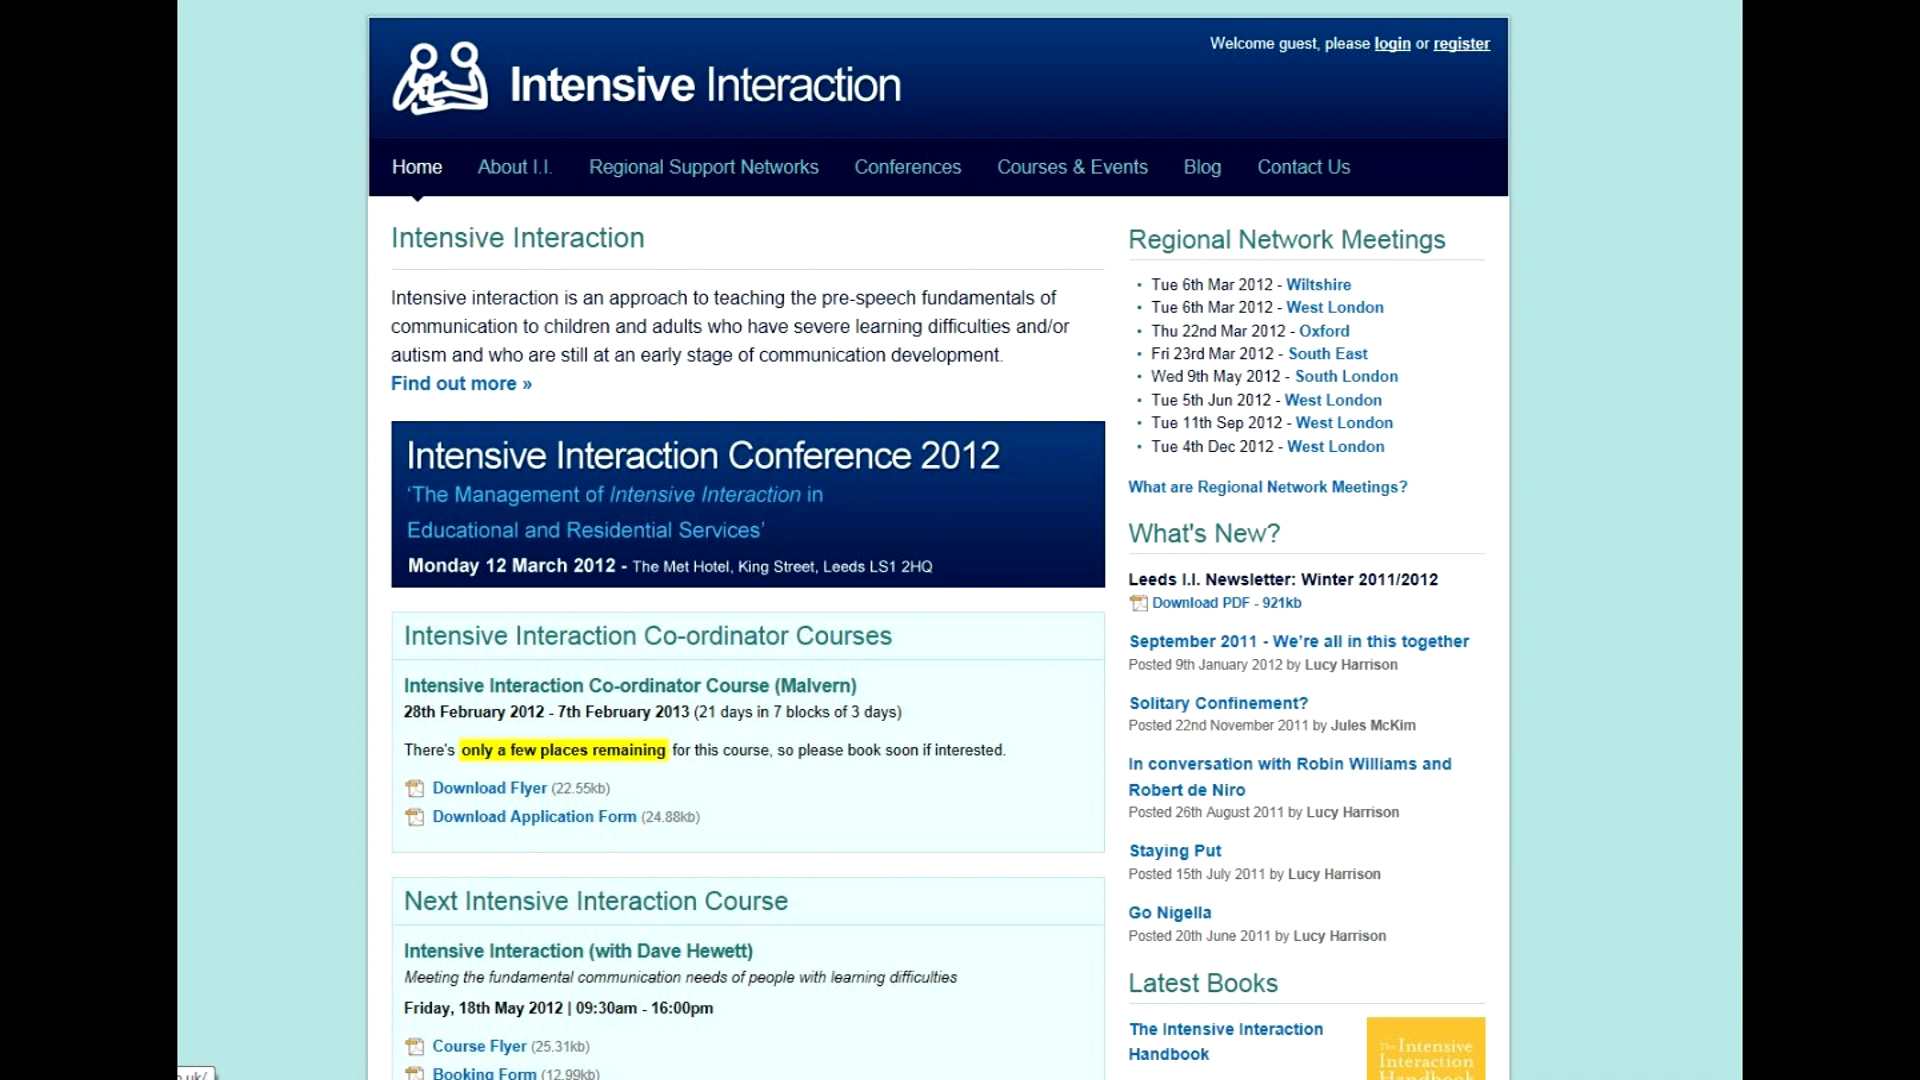 Welcome guest, please login or register
Intensive Interaction
Home About I.I. Regional Support Networks Conferences Courses & Events Blog Contact Us
Intensive Interaction
Intensive interaction is an approach to teaching the pre-speech fundamentals of
communication to children and adults who have severe learning difficulties and/or
autism and who are still at an early stage of communication development.
Find out more »
Intensive Interaction Conference 2012
‘The Management of Intensive Interaction in
Educational and Residential Services’
Monday 12 March 2012 - The Met Hotel, King Street, Leeds LS1 2HQ
Intensive Interaction Co-ordinator Courses
Intensive Interaction Co-ordinator Course (Malvern)
28th February 2012 - 7th February 2013 (21 days in 7 blocks of 3 days)
There's only a few places remaining for this course, so please book soon if interested.
Download Flyer (22.55kb)
Download Application Form (24.88kb)
Next Intensive Interaction Course
Intensive Interaction (with Dave Hewett)
Meeting the fundamental communication needs of people with learning difficulties
Friday, 18th May 2012 | 09:30am - 16:00pm
Course Flyer (25.31kb)
Booking Form (12.99kb)
Regional Network Meetings
• Tue 6th Mar 2012 - Wiltshire
• Tue 6th Mar 2012 - West London
• Thu 22nd Mar 2012 - Oxford
• Fri 23rd Mar 2012 - South East
• Wed 9th May 2012 - South London
• Tue 5th Jun 2012 - West London
• Tue 11th Sep 2012 - West London
• Tue 4th Dec 2012 - West London
What are Regional Network Meetings?
What's New?
Leeds I.I. Newsletter: Winter 2011/2012
Download PDF - 921kb
September 2011 - We’re all in this together
Posted 9th January 2012 by Lucy Harrison
Solitary Confinement?
Posted 22nd November 2011 by Jules McKim
In conversation with Robin Williams and
Robert de Niro
Posted 26th August 2011 by Lucy Harrison
Staying Put
Posted 15th July 2011 by Lucy Harrison
Go Nigella
Posted 20th June 2011 by Lucy Harrison
Latest Books
The Intensive Interaction
Handbook
The Intensive
Interaction
Handbook